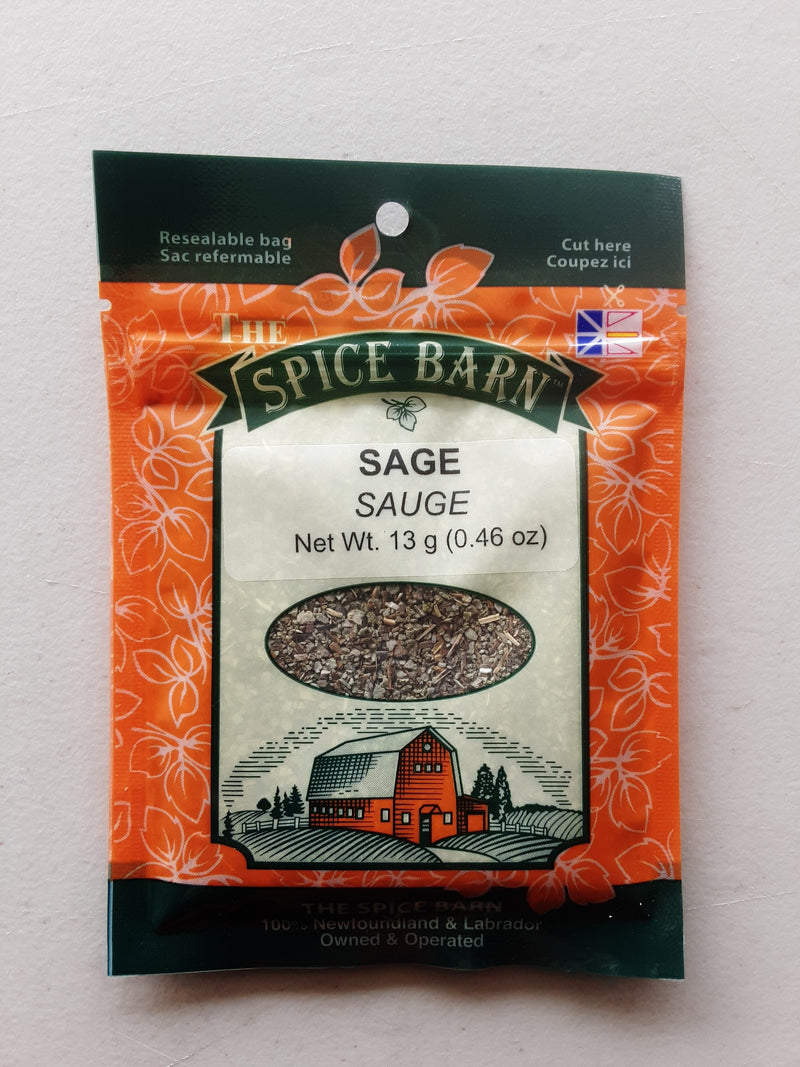 Resealable bag
Sac refermable
Cut here
Coupez ici
THE
SPICE BARN™
SAGE
SAUGE
Net Wt. 13 g (0.46 oz)
THE SPICE BARN
100% Newfoundland & Labrador
Owned & Operated